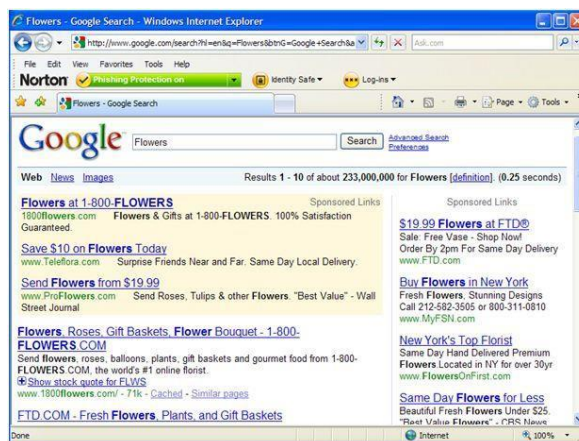 Flowers - Google Search - Windows Internet Explorer
http://www.google.com/search?hl=en&q=Flowers&btnG=Google+Search&a
Ask.com
File Edit View Favorites Tools Help
Norton Phishing Protection on Identity Safe Log-ins
Flowers - Google Search
Page Tools
Google
Flowers
Search
Advanced Search
Preferences
Web News Images
Results 1 - 10 of about 233,000,000 for Flowers [definition]. (0.25 seconds)
Flowers at 1-800-FLOWERS
Sponsored Links
1800flowers.com Flowers & Gifts at 1-800-FLOWERS. 100% Satisfaction
Guaranteed.
Save $10 on Flowers Today
www.Teleflora.com Surprise Friends Near and Far. Same Day Local Delivery.
Send Flowers from $19.99
www.ProFlowers.com Send Roses, Tulips & other Flowers. "Best Value" - Wall
Street Journal
Flowers, Roses, Gift Baskets, Flower Bouquet - 1-800-
FLOWERS.COM
Send flowers, roses, balloons, plants, gift baskets and gourmet food from 1-800-
FLOWERS.COM, the world's #1 online florist.
Show stock quote for FLWS
www.1800flowers.com/ - 71k - Cached - Similar pages
FTD.COM - Fresh Flowers, Plants, and Gift Baskets
Sponsored Links
$19.99 Flowers at FTD®
Sale: Free Vase - Shop Now!
Order By 2pm For Same Day Delivery
www.FTD.com
Buy Flowers in New York
Fresh Flowers, Stunning Designs
Call 212-582-3505 or 800-311-0810
www.MyFSN.com
New York's Top Florist
Same Day Hand Delivered Premium
Flowers.Located in NY for over 30yr
www.FlowersOnFirst.com
Same Day Flowers for Less
Beautiful Fresh Flowers Under $25.
"Best Value Flowers" - CBS News
Done
Internet
100%